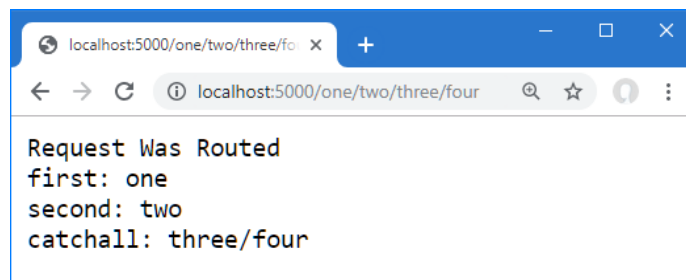 localhost:5000/one/two/three/fo
localhost:5000/one/two/three/four
Request Was Routed
first: one
second: two
catchall: three/four